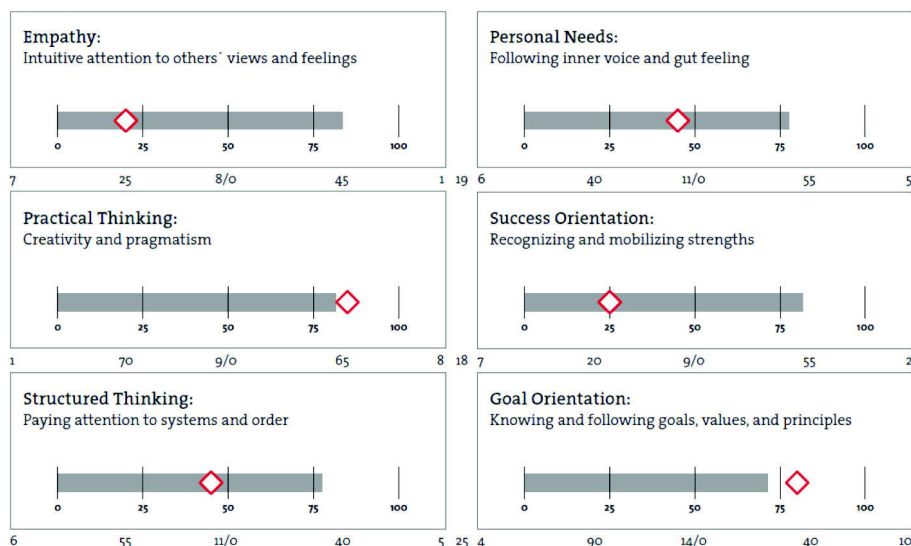 Empathy:
Intuitive attention to others´ views and feelings
0 25 50 75 100
7 25 8/0 45 1
Personal Needs:
Following inner voice and gut feeling
0 25 50 75 100
19 6 40 11/0 55 5
Practical Thinking:
Creativity and pragmatism
0 25 50 75 100
1 70 9/0 65 8
Success Orientation:
Recognizing and mobilizing strengths
0 25 50 75 100
18 7 20 9/0 55 2
Structured Thinking:
Paying attention to systems and order
0 25 50 75 100
6 55 11/0 40 5
Goal Orientation:
Knowing and following goals, values, and principles
0 25 50 75 100
25 4 90 14/0 40 10